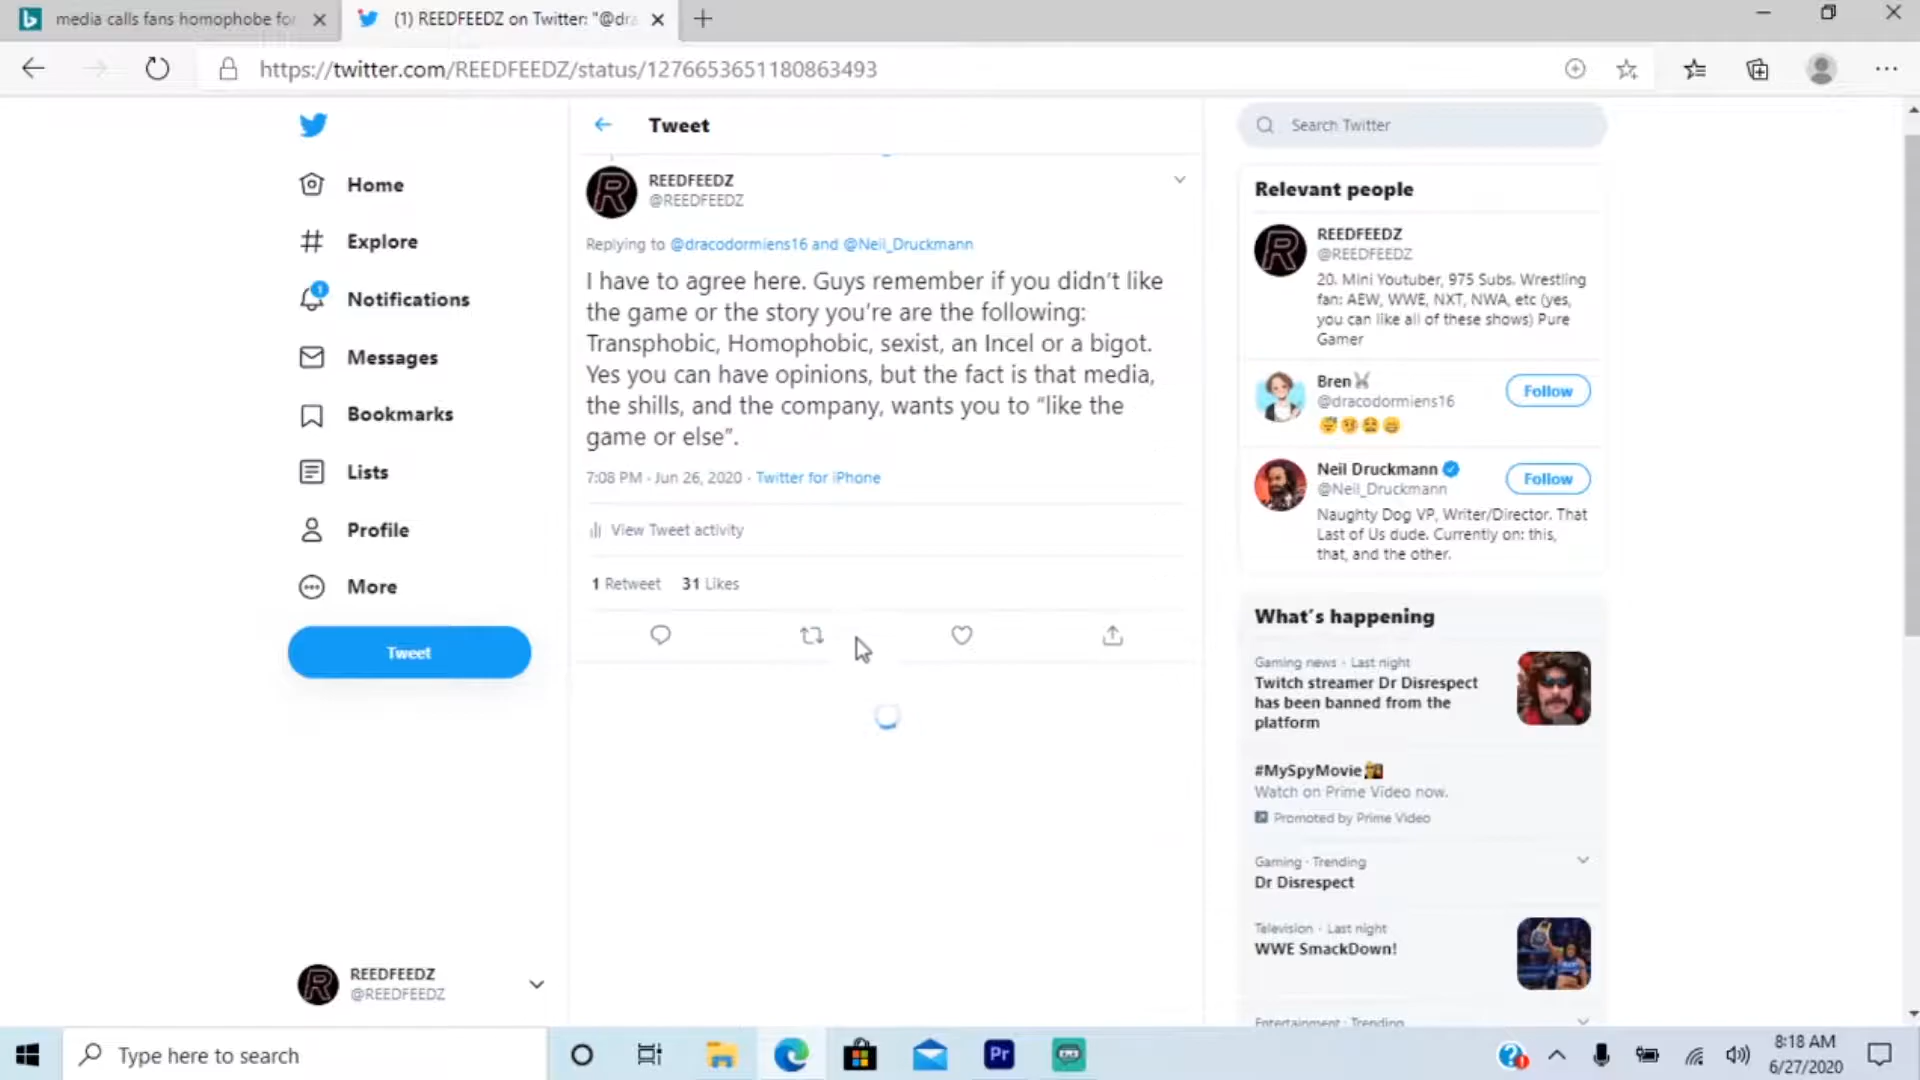 media calls fans homophobe for
(1) REEDFEEDZ on Twitter: "@dra
https://twitter.com/REEDFEEDZ/status/1276653651180863493
Home
Explore
1
Notifications
Messages
Bookmarks
Lists
Profile
More
Tweet
REEDFEEDZ
@REEDFEEDZ
Tweet
REEDFEEDZ
@REEDFEEDZ
Replying to @dracodormiens16 and @Neil_Druckmann
I have to agree here. Guys remember if you didn’t like
the game or the story you’re are the following:
Transphobic, Homophobic, sexist, an Incel or a bigot.
Yes you can have opinions, but the fact is that media,
the shills, and the company, wants you to “like the
game or else”.
7:08 PM · Jun 26, 2020 · Twitter for iPhone
View Tweet activity
1 Retweet 31 Likes
Search Twitter
Relevant people
REEDFEEDZ
@REEDFEEDZ
20. Mini Youtuber, 975 Subs. Wrestling
fan: AEW, WWE, NXT, NWA, etc (yes,
you can like all of these shows) Pure
Gamer
Bren
@dracodormiens16
Follow
Neil Druckmann
@Neil_Druckmann
Follow
Naughty Dog VP, Writer/Director. That
Last of Us dude. Currently on: this,
that, and the other.
What’s happening
Gaming news · Last night
Twitch streamer Dr Disrespect
has been banned from the
platform
#MySpyMovie
Watch on Prime Video now.
Promoted by Prime Video
Gaming · Trending
Dr Disrespect
Television · Last night
WWE SmackDown!
Entertainment · Trending
Type here to search
Pr
8:18 AM
6/27/2020